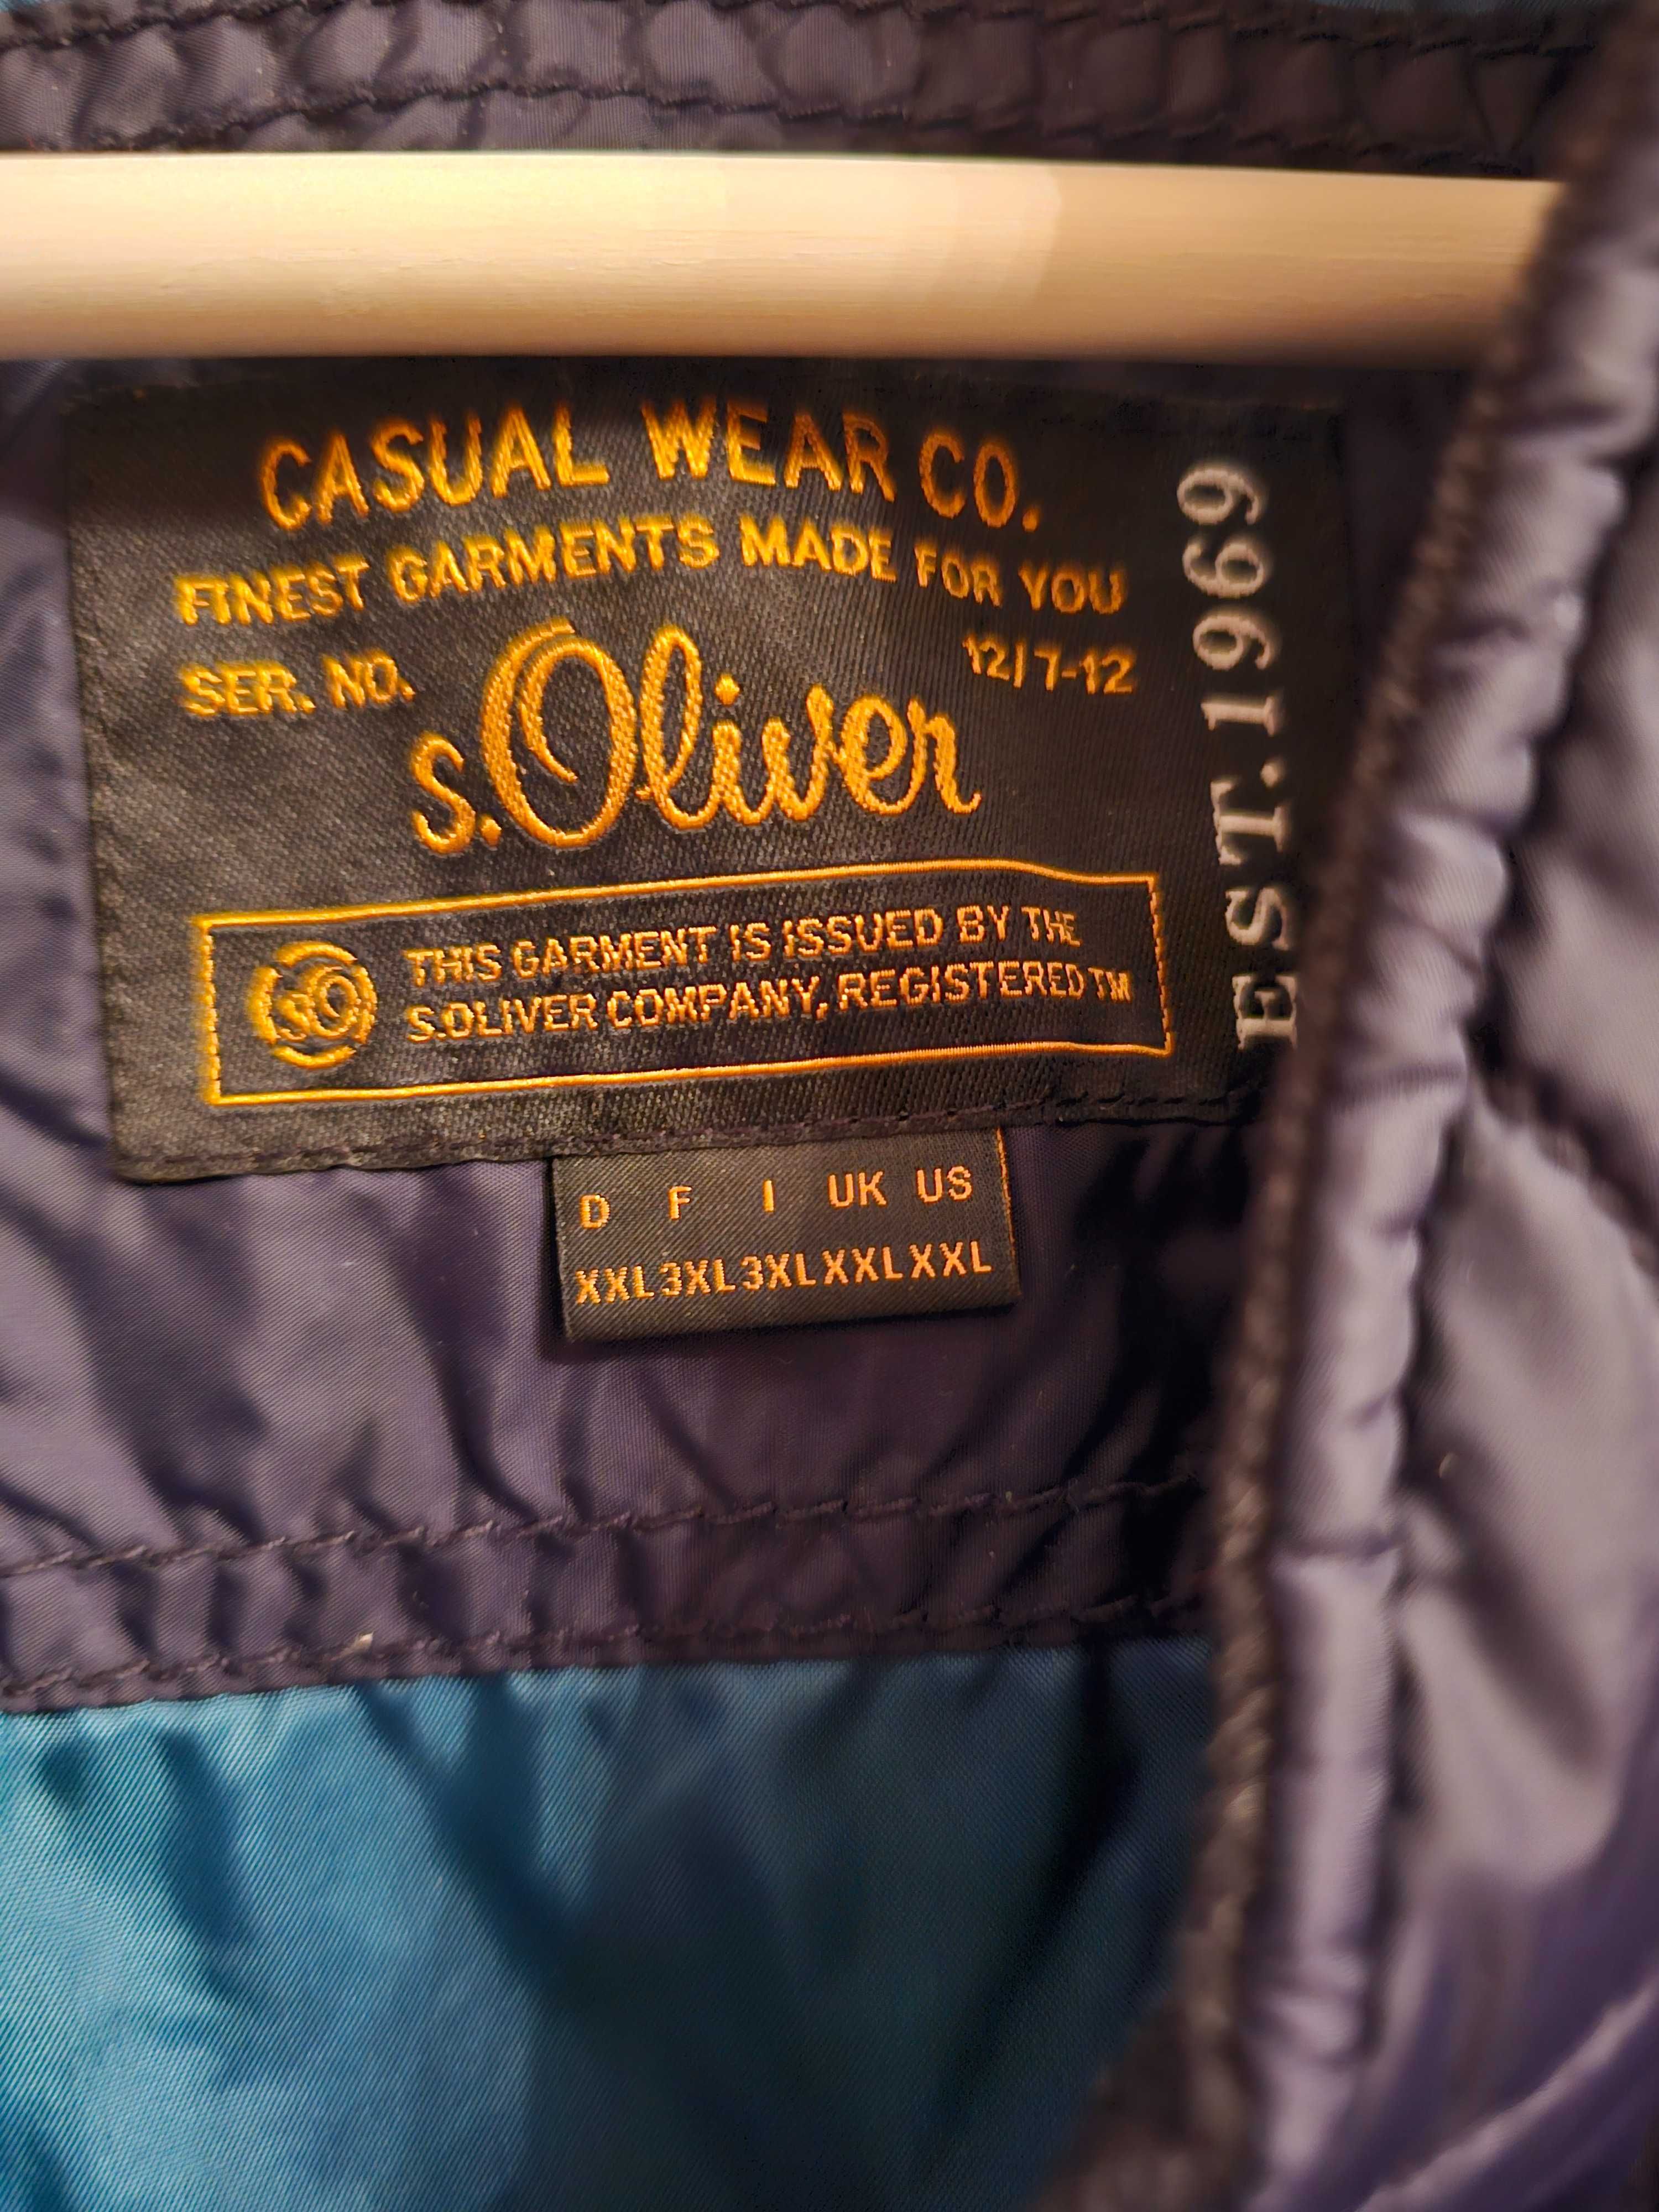 CASUAL WEAR CO.
FINEST GARMENTS MADE FOR YOU
SER. NO. 12/7-12
s.Oliver
EST.1969
sO THIS GARMENT IS ISSUED BY THE
S.OLIVER COMPANY, REGISTERED TM
D F I UK US
XXL 3XL 3XL XXL XXL